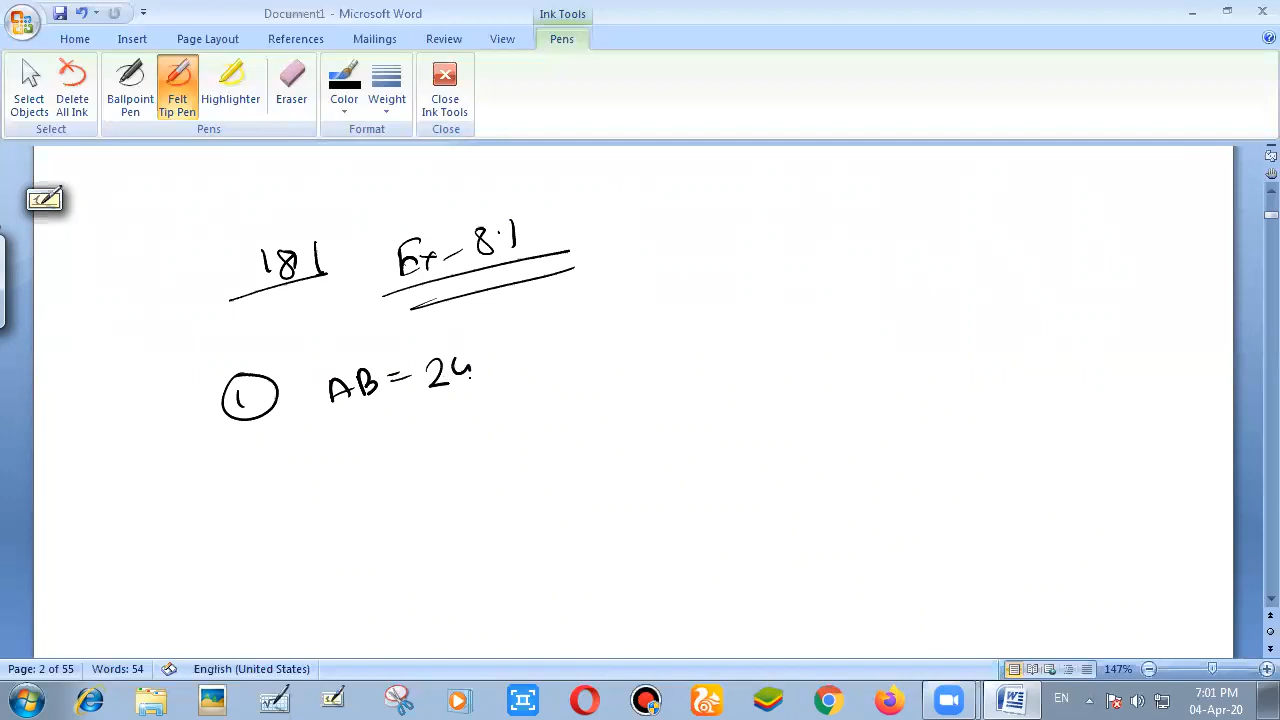 Document1 - Microsoft Word
Ink Tools
Home Insert Page Layout References Mailings Review View Pens
Select Objects
Delete All Ink
Ballpoint Pen
Felt Tip Pen
Highlighter
Eraser
Color
Weight
Close Ink Tools
Select Pens Format Close
181 Ex - 8.1
1 AB = 24
Page: 2 of 55 Words: 54 English (United States) 147%
EN 7:01 PM
04-Apr-20